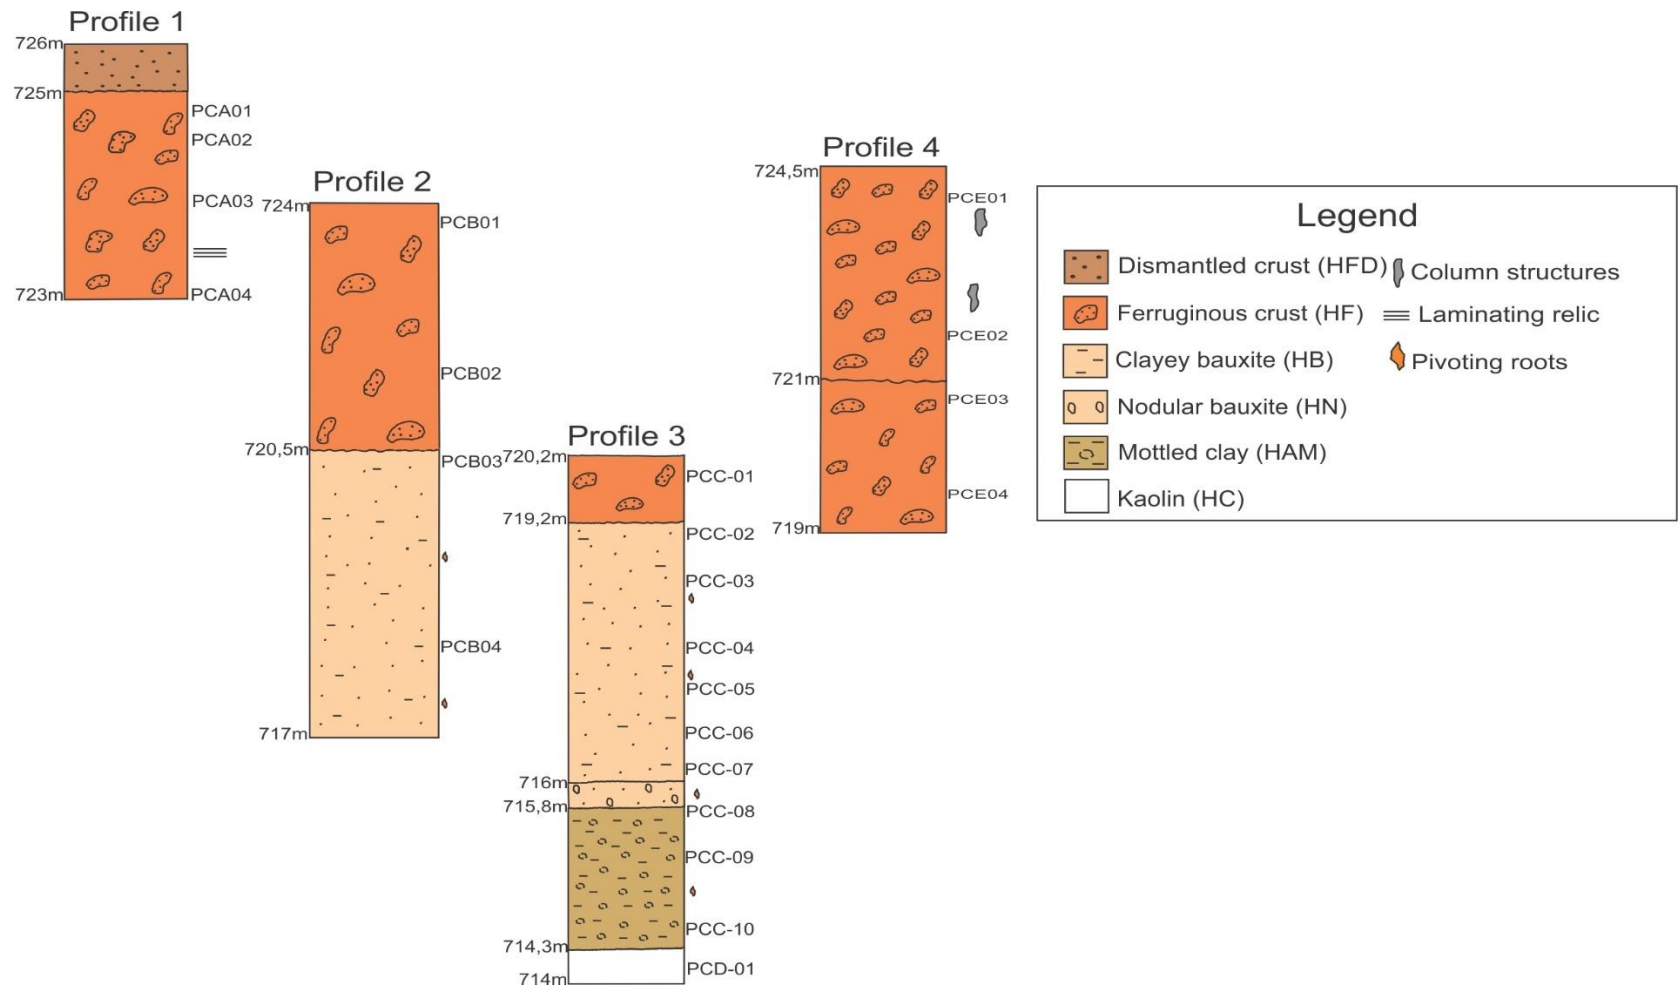 Profile 1
726m
725m
PCA01
PCA02
PCA03
723m
PCA04
Profile 2
724m
PCB01
PCB02
720,5m
PCB03
PCB04
717m
Profile 3
720,2m
PCC-01
719,2m
PCC-02
PCC-03
PCC-04
PCC-05
PCC-06
PCC-07
716m
715,8m
PCC-08
PCC-09
PCC-10
714,3m
PCD-01
714m
Profile 4
724,5m
PCE01
PCE02
721m
PCE03
PCE04
719m
Legend
Dismantled crust (HFD)
Ferruginous crust (HF)
Clayey bauxite (HB)
Nodular bauxite (HN)
Mottled clay (HAM)
Kaolin (HC)
Column structures
Laminating relic
Pivoting roots